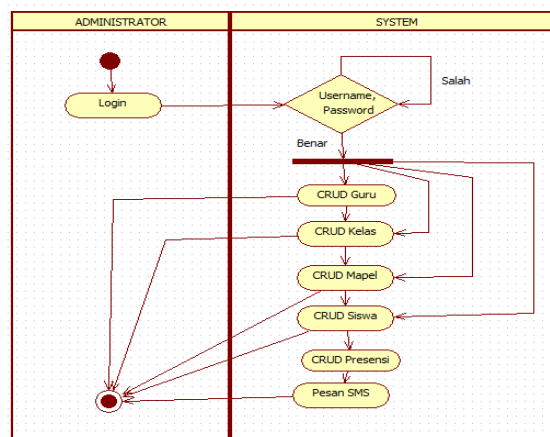 ADMINISTRATOR
SYSTEM
Login
Username,
Password
Salah
Benar
CRUD Guru
CRUD Kelas
CRUD Mapel
CRUD Siswa
CRUD Presensi
Pesan SMS